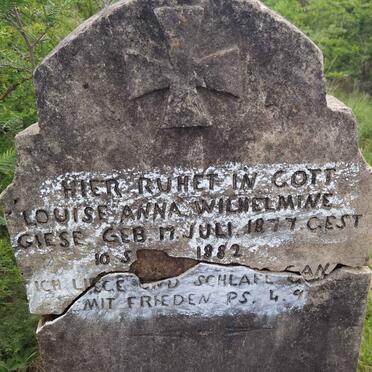 HIER RUHET IN GOTT
LOUISE ANNA WILHELMINE
GIESE GEB. 17. JULI. 1877. GEST
10. S 1882
ICH LIEGE UND SCHLAFE GANZ
MIT FRIEDEN PS. 4. 9